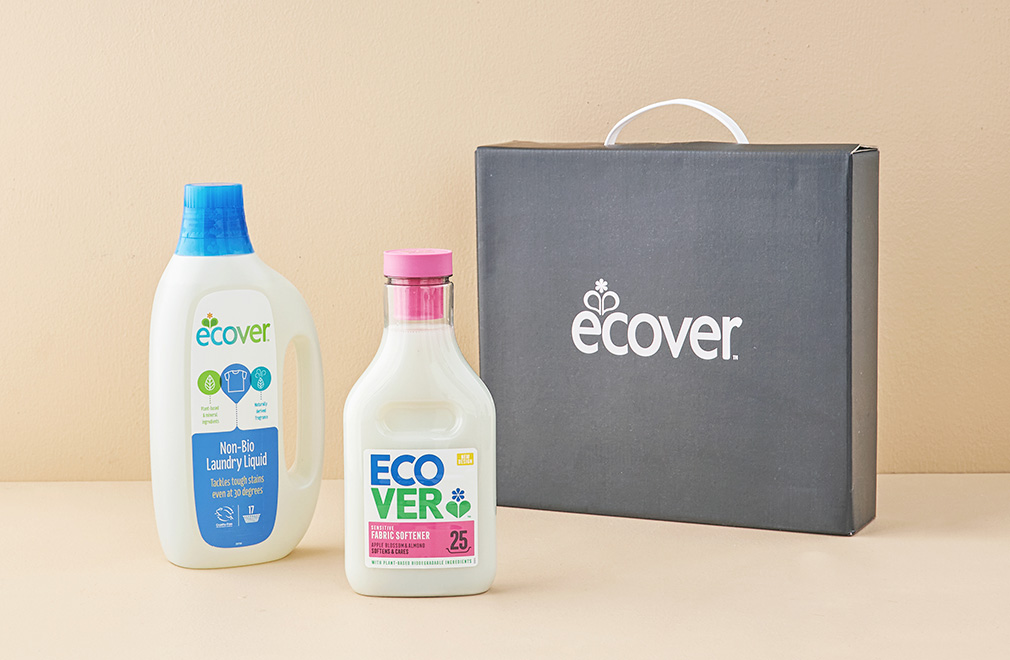 ecover
Plant-based
& mineral
ingredients
Naturally
derived
fragrance
Non-Bio
Laundry Liquid
Tackles tough stains
even at 30 degrees
17
ECO
VER
NEW
DESIGN
SENSITIVE
FABRIC SOFTENER
APPLE BLOSSOM & ALMOND
SOFTENS & CARES
25
WITH PLANT-BASED BIODEGRADABLE INGREDIENTS
ecover